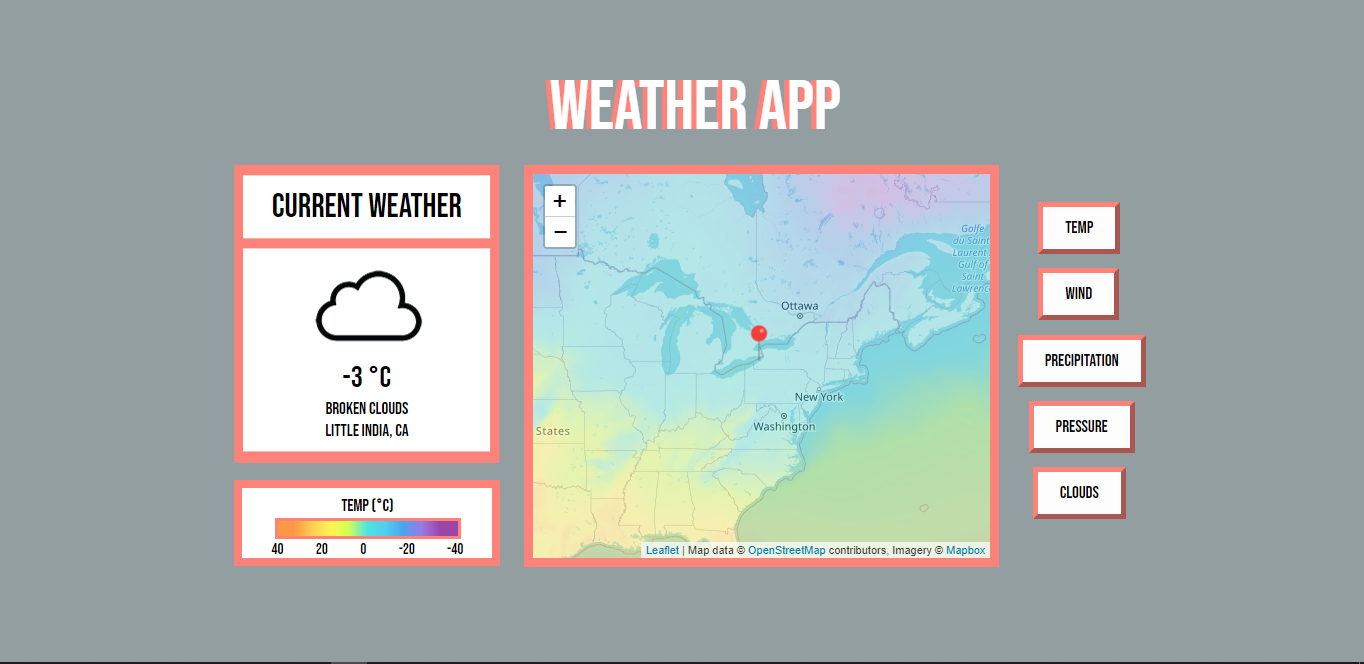 WEATHER APP
CURRENT WEATHER
-3 °C
BROKEN CLOUDS
LITTLE INDIA, CA
TEMP (°C)
40 20 0 -20 -40
+
−
Golfe
du Saint
Laurent
Gulf of
Saint
Lawrence
Ottawa
New York
Washington
States
Leaflet | Map data © OpenStreetMap contributors, Imagery © Mapbox
TEMP
WIND
PRECIPITATION
PRESSURE
CLOUDS